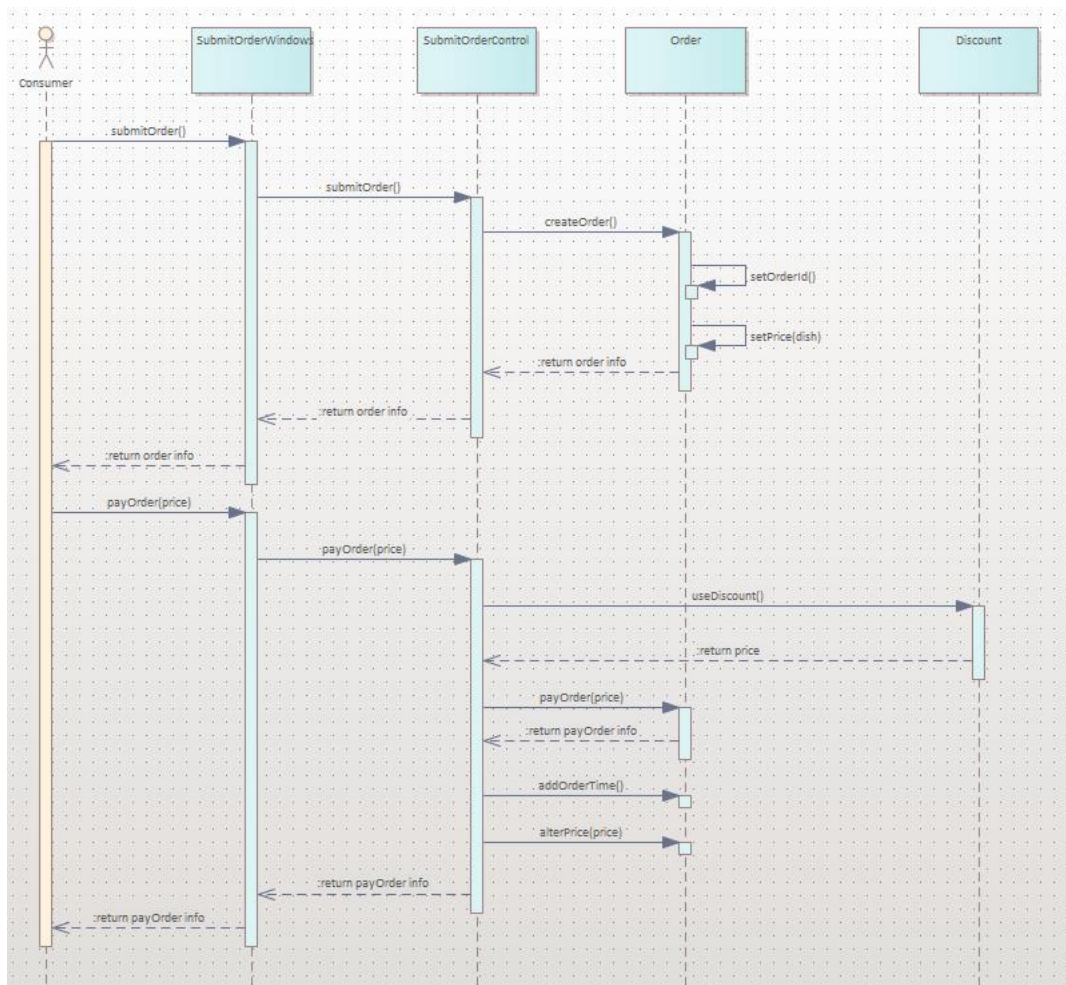 SubmitOrderWindows
SubmitOrderControl
Order
Discount
Consumer
submitOrder()
submitOrder()
createOrder()
setOrderId()
setPrice(dish)
:return order info
:return order info
:return order info
payOrder(price)
payOrder(price)
useDiscount()
:return price
payOrder(price)
:return payOrder info
addOrderTime()
alterPrice(price)
:return payOrder info
:return payOrder info